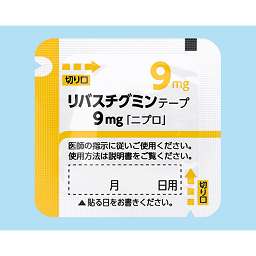 切り口
9mg
リバスチグミンテープ
9mg「ニプロ」
医師の指示に従いご使用ください。
使用方法は説明書をご覧ください。
月 日用
▲貼る日をお書きください。
切り口